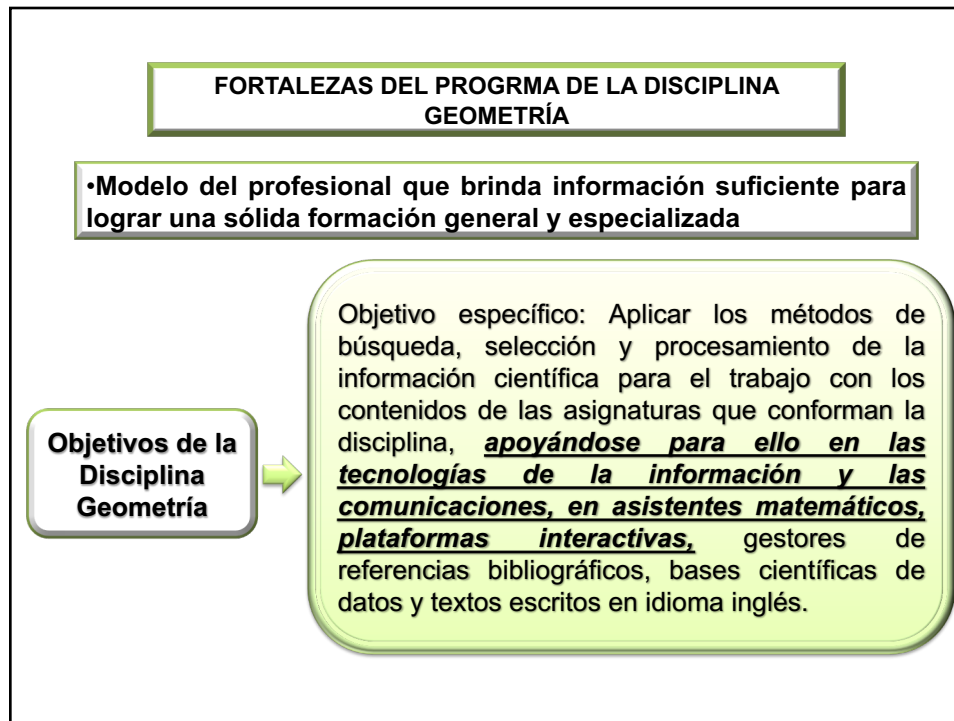 FORTALEZAS DEL PROGRMA DE LA DISCIPLINA
GEOMETRÍA
•Modelo del profesional que brinda información suficiente para
lograr una sólida formación general y especializada
Objetivos de la
Disciplina
Geometría
Objetivo específico: Aplicar los métodos de
búsqueda, selección y procesamiento de la
información científica para el trabajo con los
contenidos de las asignaturas que conforman la
disciplina, apoyándose para ello en las
tecnologías de la información y las
comunicaciones, en asistentes matemáticos,
plataformas interactivas, gestores de
referencias bibliográficos, bases científicas de
datos y textos escritos en idioma inglés.